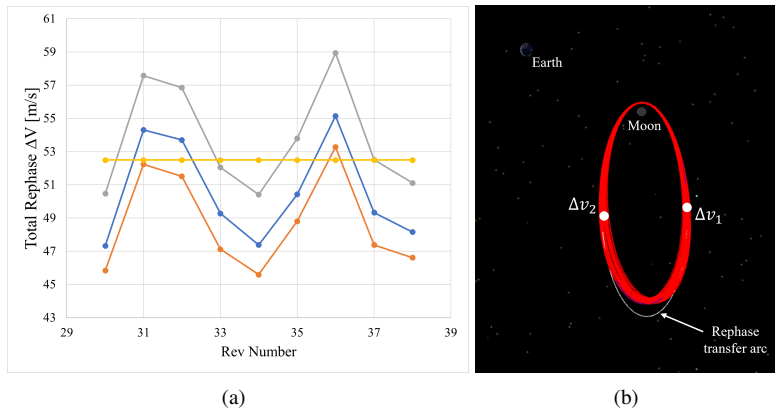 61
59
57
55
53
51
49
47
45
43
Total Rephase ΔV [m/s]
29 31 33 35 37 39
Rev Number
(a)
Earth
Moon
Δv₂
Δv₁
Rephase
transfer arc
(b)